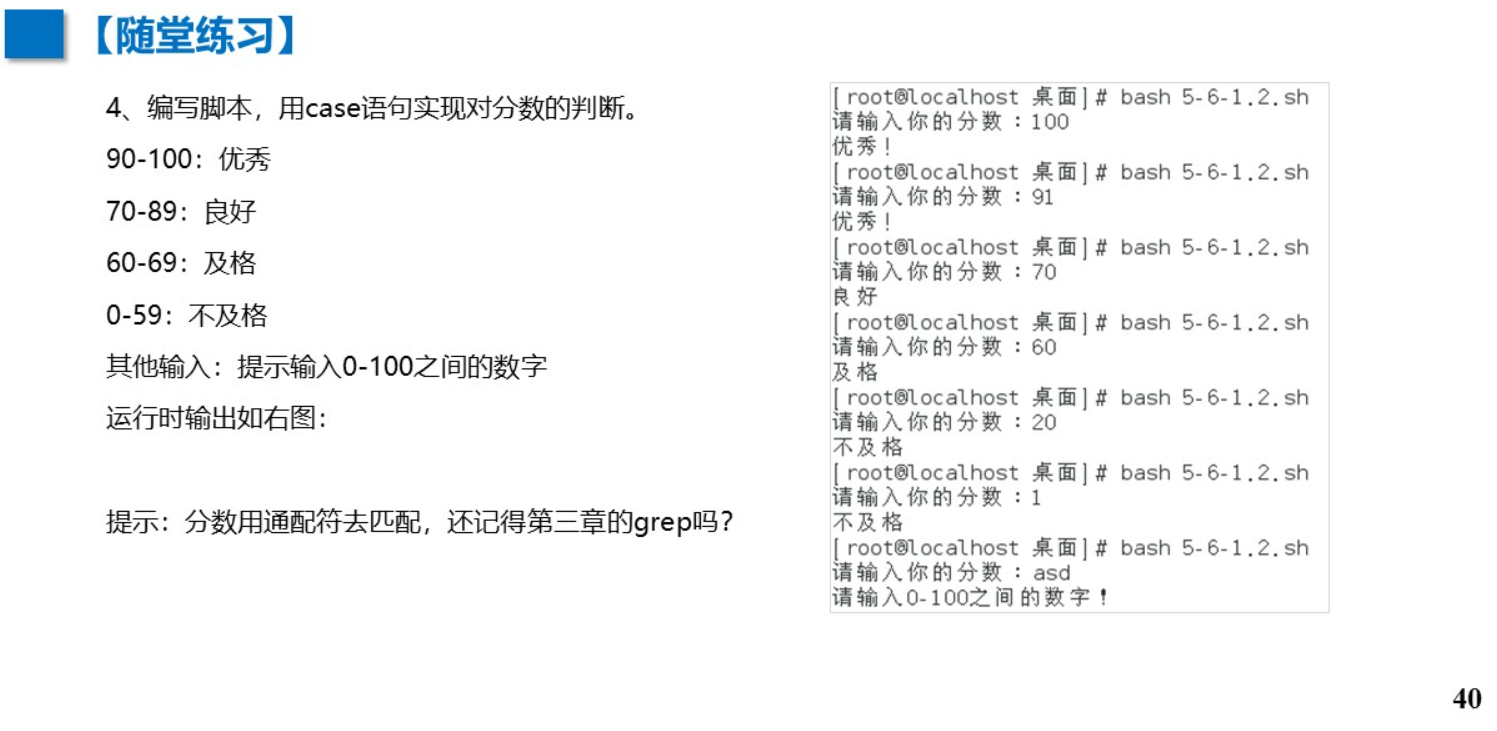 【随堂练习】
4、编写脚本，用case语句实现对分数的判断。
90-100：优秀
70-89：良好
60-69：及格
0-59：不及格
其他输入：提示输入0-100之间的数字
运行时输出如右图：
提示：分数用通配符去匹配，还记得第三章的grep吗？
[root@localhost 桌面]# bash 5-6-1.2.sh
请输入你的分数：100
优秀！
[root@localhost 桌面]# bash 5-6-1.2.sh
请输入你的分数：91
优秀！
[root@localhost 桌面]# bash 5-6-1.2.sh
请输入你的分数：70
良好
[root@localhost 桌面]# bash 5-6-1.2.sh
请输入你的分数：60
及格
[root@localhost 桌面]# bash 5-6-1.2.sh
请输入你的分数：20
不及格
[root@localhost 桌面]# bash 5-6-1.2.sh
请输入你的分数：1
不及格
[root@localhost 桌面]# bash 5-6-1.2.sh
请输入你的分数：asd
请输入0-100之间的数字！
40